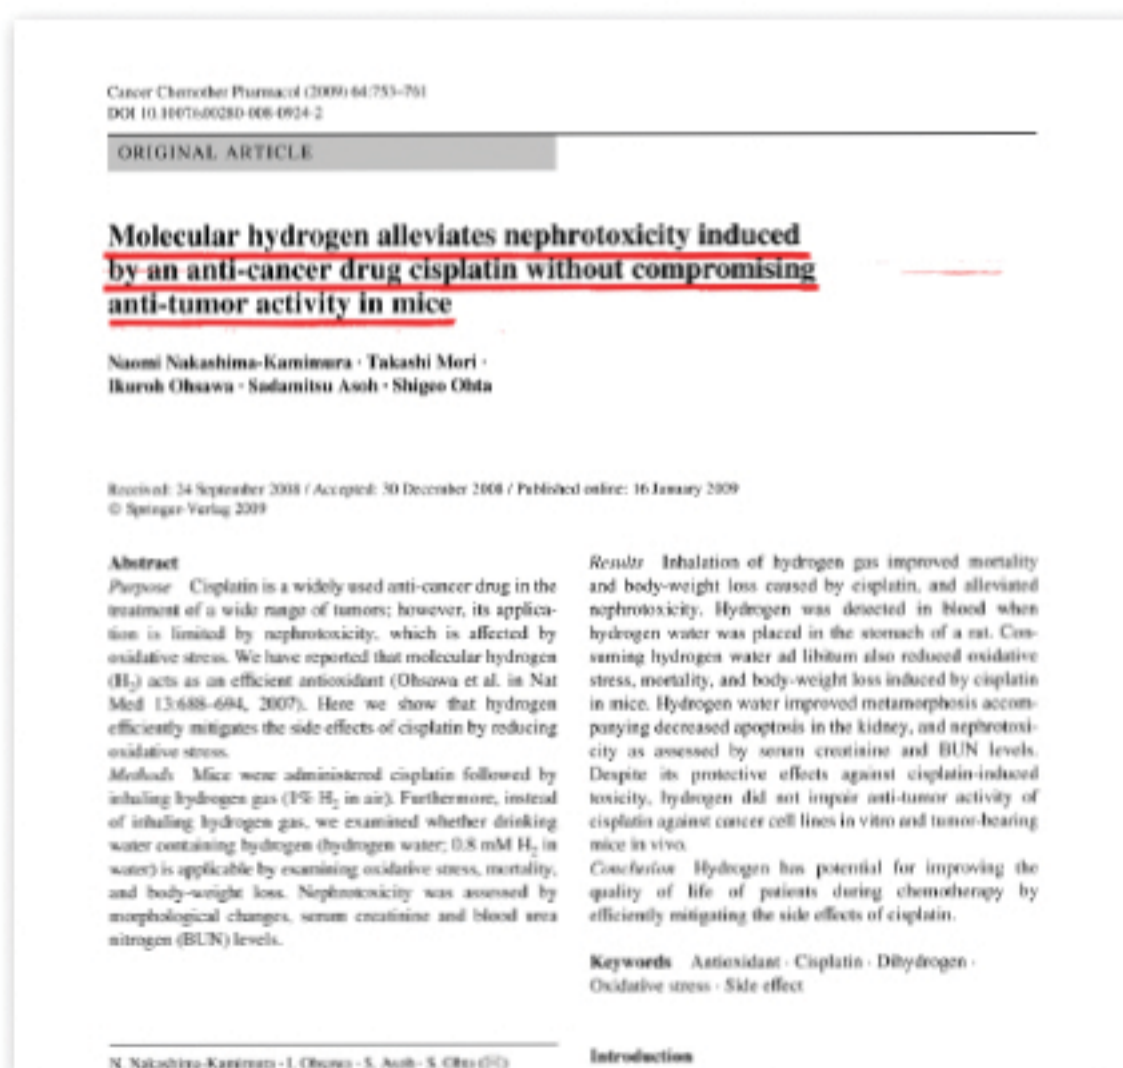 Cancer Chemother Pharmacol (2009) 64:753–761
DOI 10.1007/s00280-008-0924-2
ORIGINAL ARTICLE
Molecular hydrogen alleviates nephrotoxicity induced
by an anti-cancer drug cisplatin without compromising
anti-tumor activity in mice
Naomi Nakashima-Kamimura · Takashi Mori ·
Ikuroh Ohsawa · Sadamitsu Asoh · Shigeo Ohta
Received: 24 September 2008 / Accepted: 30 December 2008 / Published online: 16 January 2009
© Springer-Verlag 2009
Abstract
Purpose Cisplatin is a widely used anti-cancer drug in the
treatment of a wide range of tumors; however, its applica-
tion is limited by nephrotoxicity, which is affected by
oxidative stress. We have reported that molecular hydrogen
(H₂) acts as an efficient antioxidant (Ohsawa et al. in Nat
Med 13:688–694, 2007). Here we show that hydrogen
efficiently mitigates the side effects of cisplatin by reducing
oxidative stress.
Methods Mice were administered cisplatin followed by
inhaling hydrogen gas (1% H₂ in air). Furthermore, instead
of inhaling hydrogen gas, we examined whether drinking
water containing hydrogen (hydrogen water; 0.8 mM H₂ in
water) is applicable by examining oxidative stress, mortality,
and body-weight loss. Nephrotoxicity was assessed by
morphological changes, serum creatinine and blood urea
nitrogen (BUN) levels.
Results Inhalation of hydrogen gas improved mortality
and body-weight loss caused by cisplatin, and alleviated
nephrotoxicity. Hydrogen was detected in blood when
hydrogen water was placed in the stomach of a rat. Con-
suming hydrogen water ad libitum also reduced oxidative
stress, mortality, and body-weight loss induced by cisplatin
in mice. Hydrogen water improved metamorphosis accom-
panying decreased apoptosis in the kidney, and nephrotoxi-
city as assessed by serum creatinine and BUN levels.
Despite its protective effects against cisplatin-induced
toxicity, hydrogen did not impair anti-tumor activity of
cisplatin against cancer cell lines in vitro and tumor-bearing
mice in vivo.
Conclusion Hydrogen has potential for improving the
quality of life of patients during chemotherapy by
efficiently mitigating the side effects of cisplatin.
Keywords Antioxidant · Cisplatin · Dihydrogen ·
Oxidative stress · Side effect
N. Nakashima-Kamimura · I. Ohsawa · S. Asoh · S. Ohta
Introduction